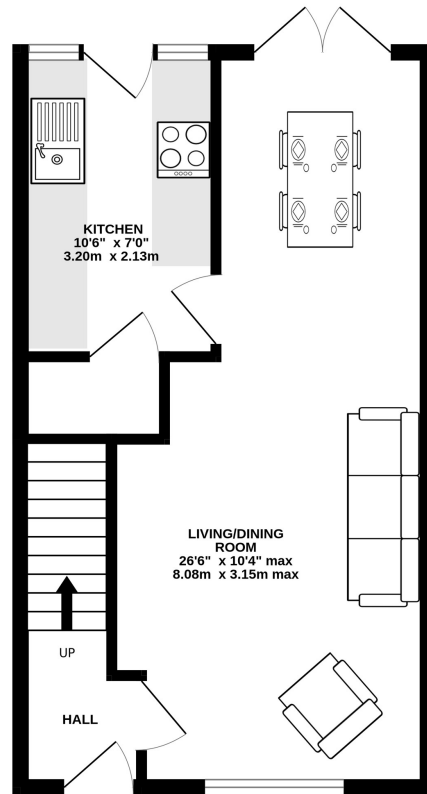 KITCHEN
10'6" x 7'0"
3.20m x 2.13m
LIVING/DINING
ROOM
26'6" x 10'4" max
8.08m x 3.15m max
UP
HALL